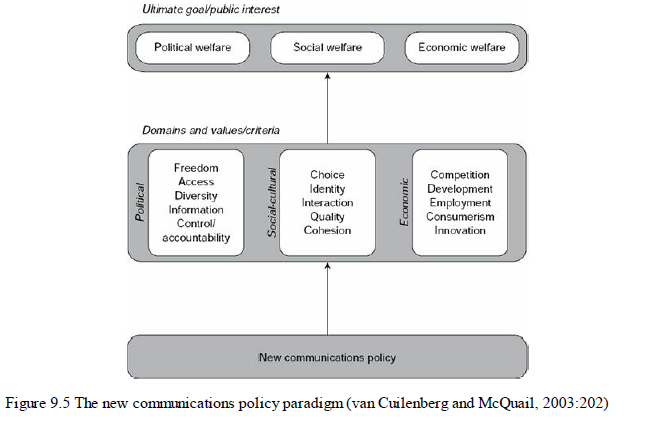 Ultimate goal/public interest
Political welfare
Social welfare
Economic welfare
Domains and values/criteria
Political
Freedom
Access
Diversity
Information
Control/
accountability
Social-cultural
Choice
Identity
Interaction
Quality
Cohesion
Economic
Competition
Development
Employment
Consumerism
Innovation
New communications policy
Figure 9.5 The new communications policy paradigm (van Cuilenberg and McQuail, 2003:202)